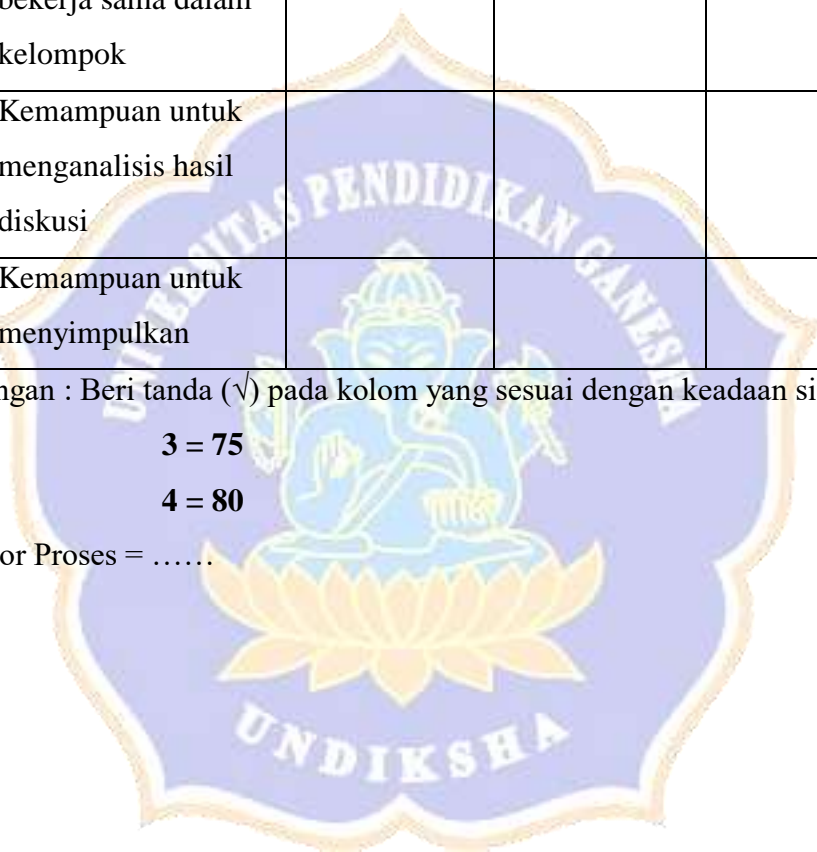 bekerja sama dalam
kelompok
Kemampuan untuk
menganalisis hasil
diskusi
Kemampuan untuk
menyimpulkan
ngan : Beri tanda (√) pada kolom yang sesuai dengan keadaan si
3 = 75
4 = 80
or Proses = ……
UNIVERSITAS PENDIDIKAN GANESHA
UNDIKSHA